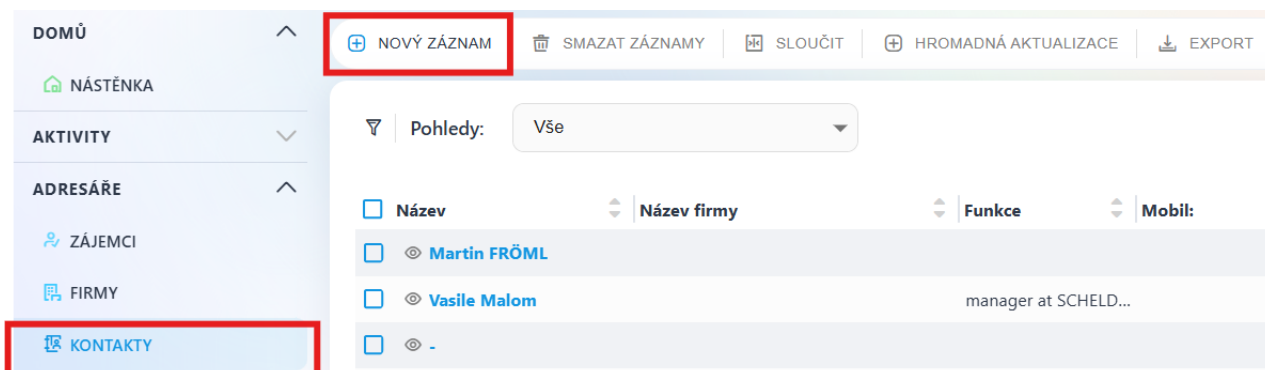 DOMŮ
NÁSTĚNKA
AKTIVITY
ADRESÁŘE
ZÁJEMCI
FIRMY
KONTAKTY
NOVÝ ZÁZNAM SMAZAT ZÁZNAMY SLOUČIT HROMADNÁ AKTUALIZACE EXPORT
Pohledy: Vše
Název Název firmy Funkce Mobil:
Martin FRÖML
Vasile Malom manager at SCHELD...
-